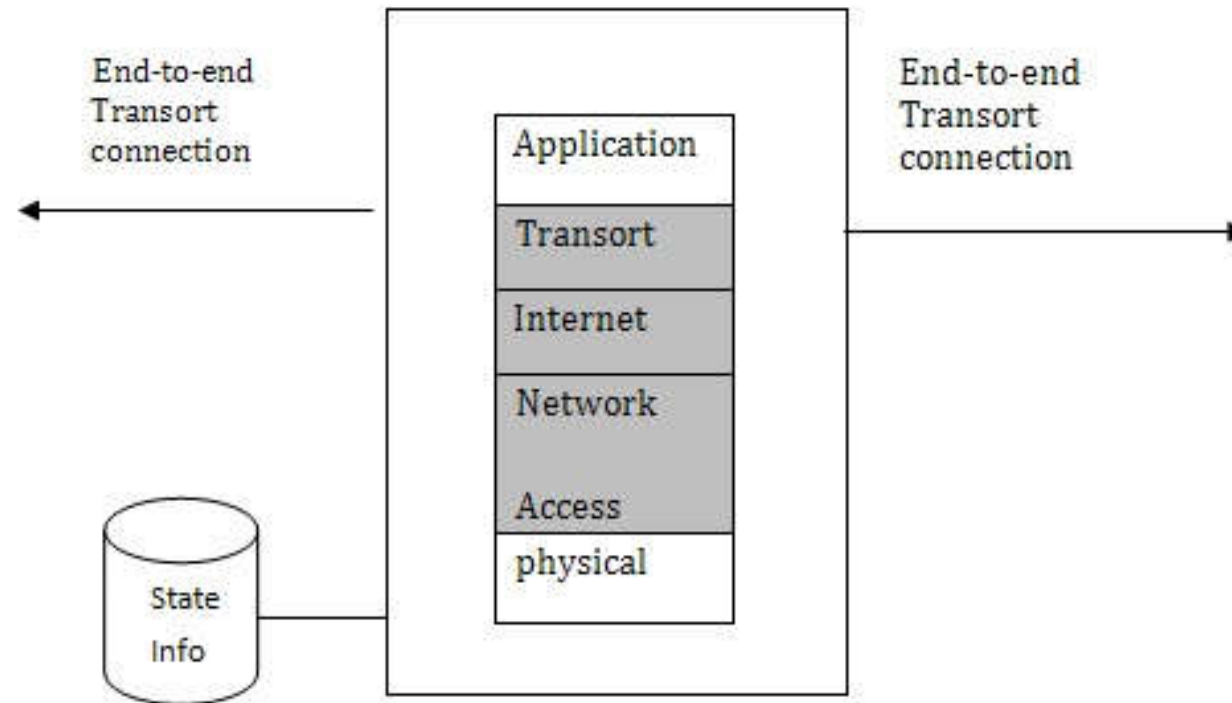 End-to-end
Transort
connection
Application
Transort
Internet
Network
Access
physical
End-to-end
Transort
connection
State
Info